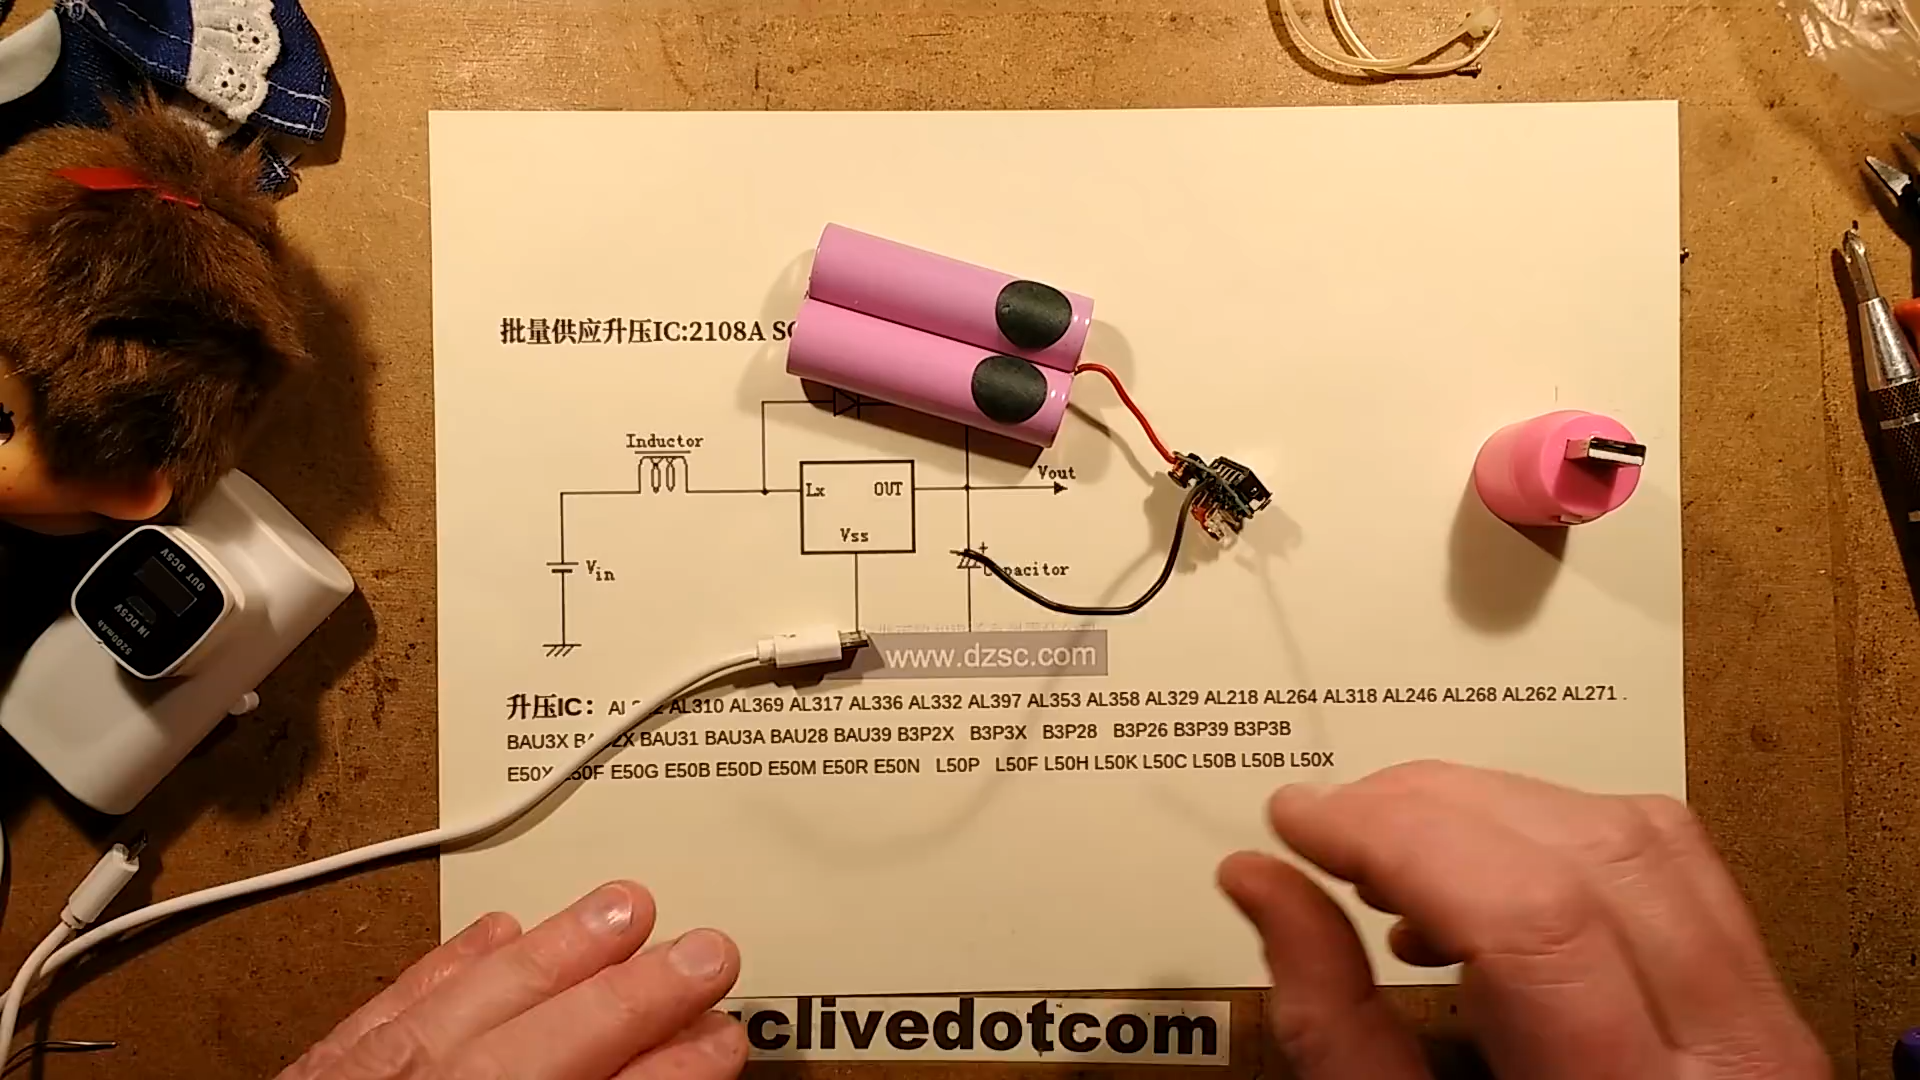 批量供应升压IC:2108A
Inductor
Lx
OUT
Vout
Vss
Vin
+
Capacitor
www.dzsc.com
升压IC： AL310 AL369 AL317 AL336 AL332 AL397 AL353 AL358 AL329 AL218 AL264 AL318 AL246 AL268 AL262 AL271 .
BAU3X BAU31 BAU3A BAU28 BAU39 B3P2X B3P3X B3P28 B3P26 B3P39 B3P3B
E50X L50F E50G E50B E50D E50M E50R E50N L50P L50F L50H L50K L50C L50B L50B L50X
OUT DC5V
IN DC5V
5200mAh
clivedotcom